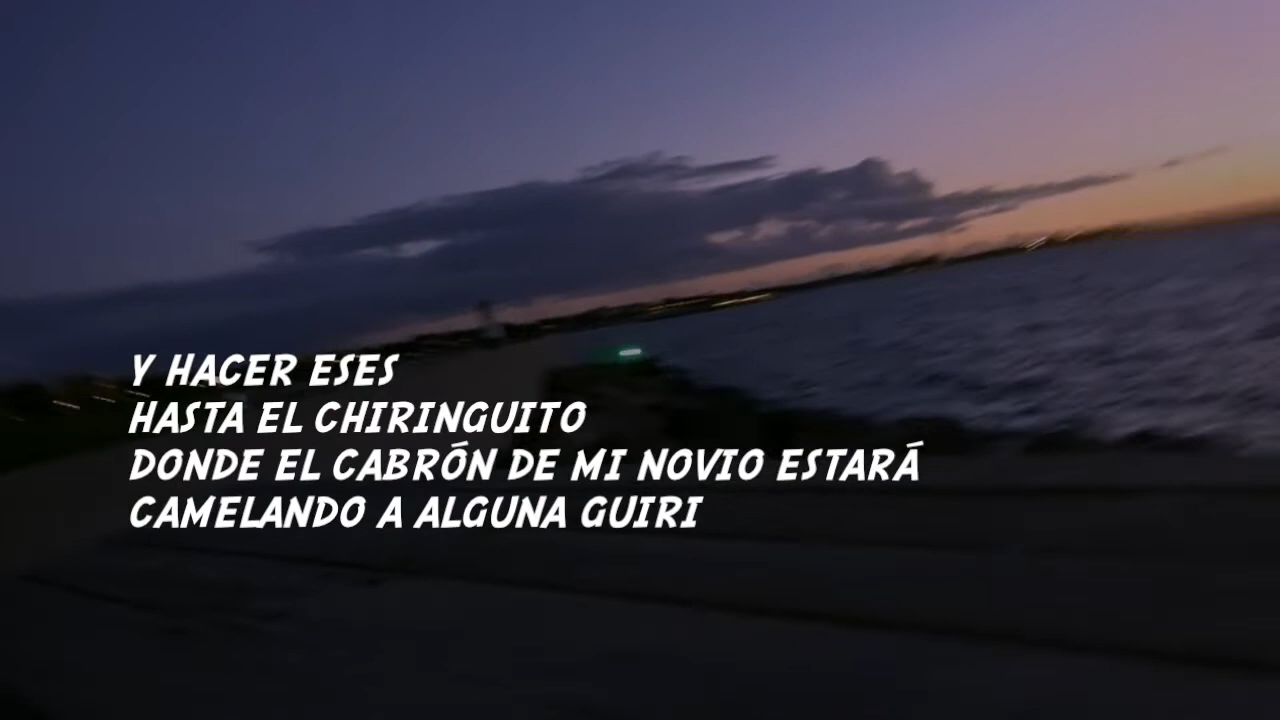 Y HACER ESES
HASTA EL CHIRINGUITO
DONDE EL CABRÓN DE MI NOVIO ESTARÁ
CAMELANDO A ALGUNA GUIRI